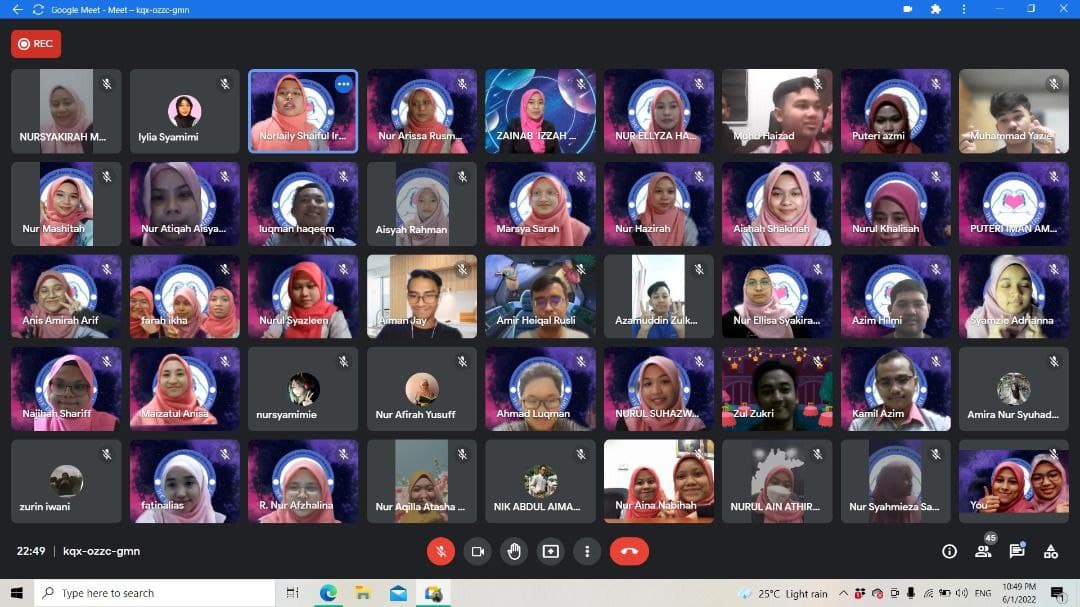 Google Meet - Meet – kqx-ozzc-gmn
REC
NURSYAKIRAH M...
Iylia Syamimi
Norlaily Shaiful Ir...
Nur Arissa Rusm...
ZAINAB 'IZZAH ...
NUR ELLYZA HA...
Mohd Haizad
Puteri azmi
Muhammad Yazie
Nur Mashitah
Nur Atiqah Aisya...
luqman haqeem
Aisyah Rahman
Marsya Sarah
Nur Hazirah
Aishah Shakinah
Nurul Khalisah
PUTERI IMAN AM...
Anis Amirah Arif
farah ikha
Nurul Syazleen
Aiman Jay
Amir Heiqal Rusli
Azamuddin Zulk...
Nur Ellisa Syakira...
Azim Hilmi
Syamzie Adrianna
Najihah Shariff
Maizatul Anisa
nursyamimie
Nur Afirah Yusuff
Ahmad Luqman
NURUL SUHAZW...
Zul Zukri
Kamil Azim
Amira Nur Syuhad...
zurin iwani
fatinalias
R. Nur Afzhalina
Nur Aqilla Atasha ...
NIK ABDUL AIMA...
Nur Aina Nabihah
NURUL AIN ATHIR...
Nur Syahmieza Sa...
You
22:49 | kqx-ozzc-gmn
45
Type here to search
25°C Light rain
ENG
10:49 PM
6/1/2022
1